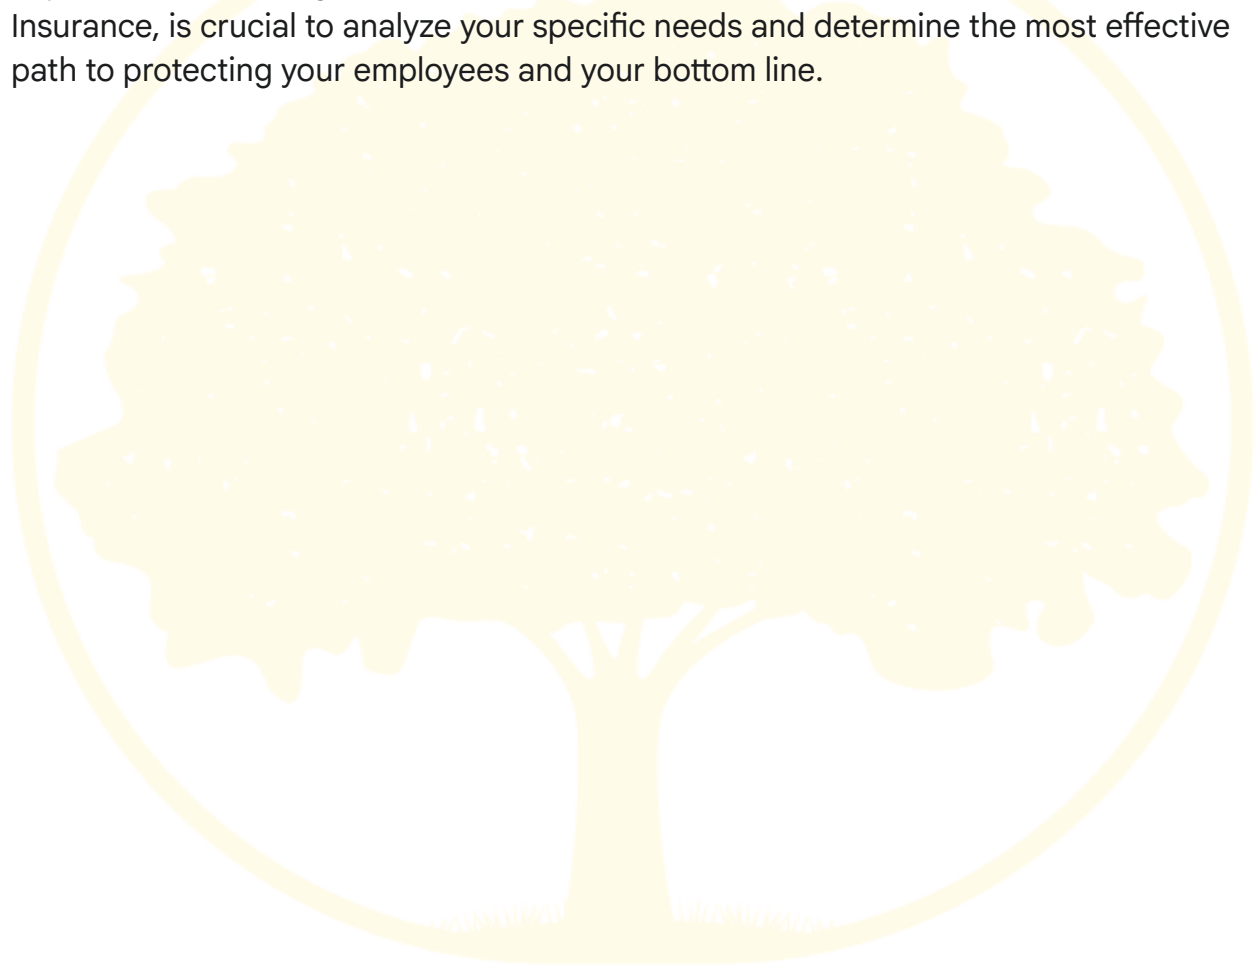 Insurance, is crucial to analyze your specific needs and determine the most effective
path to protecting your employees and your bottom line.